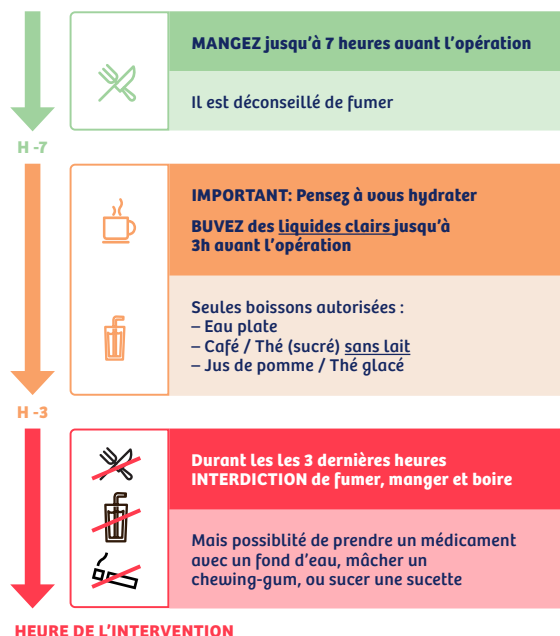 MANGEZ jusqu'à 7 heures avant l'opération
Il est déconseillé de fumer
H -7
IMPORTANT: Pensez à vous hydrater
BUVEZ des liquides clairs jusqu'à
3h avant l'opération
Seules boissons autorisées :
– Eau plate
– Café / Thé (sucré) sans lait
– Jus de pomme / Thé glacé
H -3
Durant les les 3 dernières heures
INTERDICTION de fumer, manger et boire
Mais possiblité de prendre un médicament
avec un fond d'eau, mâcher un
chewing-gum, ou sucer une sucette
HEURE DE L'INTERVENTION